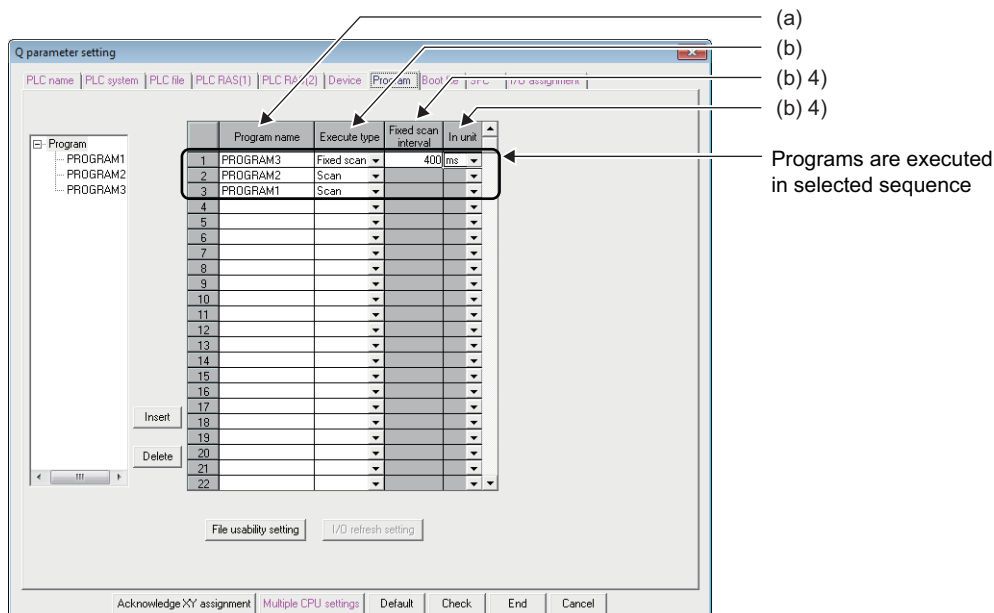 (a)
(b)
(b) 4)
(b) 4)
Q parameter setting
PLC name PLC system PLC file PLC RAS(1) PLC RAS(2) Device Program Boot file SFC I/O assignment
Program name Execute type Fixed scan interval In unit
Program
PROGRAM1
PROGRAM2
PROGRAM3
1 PROGRAM3 Fixed scan 400 ms
2 PROGRAM2 Scan
3 PROGRAM1 Scan
4
5
6
7
8
9
10
11
12
13
14
15
16
17
18
19
20
21
22
Programs are executed
in selected sequence
Insert
Delete
File usability setting I/O refresh setting
Acknowledge XY assignment Multiple CPU settings Default Check End Cancel